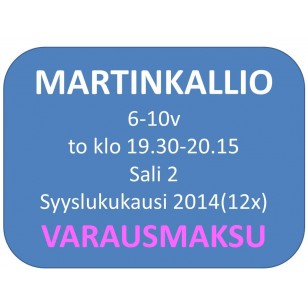 MARTINKALLIO
6-10v
to klo 19.30-20.15
Sali 2
Syyslukukausi 2014(12x)
VARAUSMAKSU